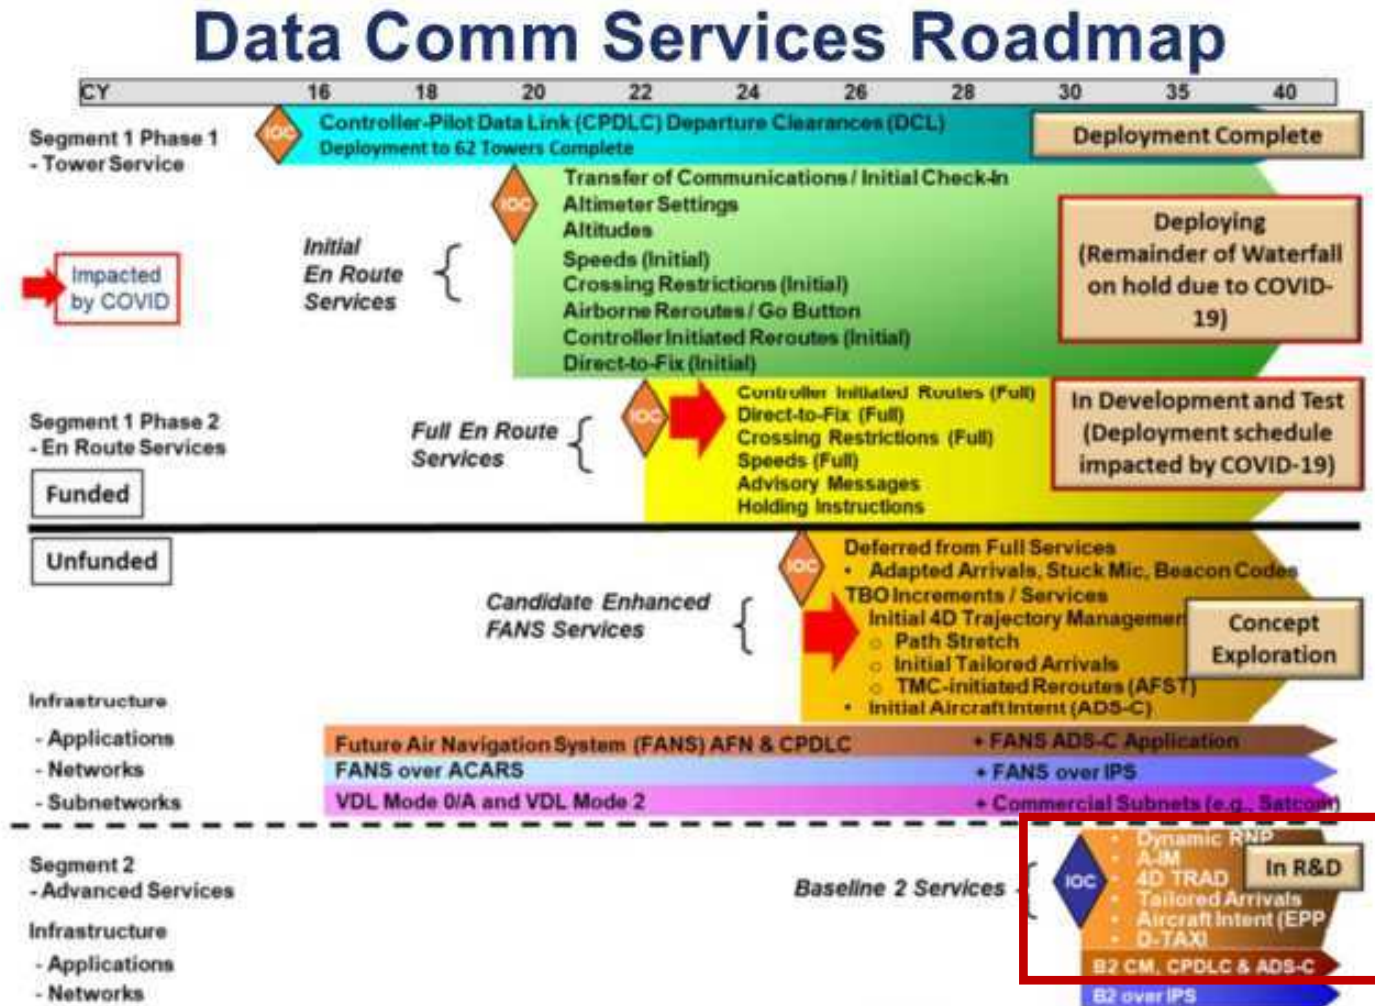 Data Comm Services Roadmap
CY 16 18 20 22 24 26 28 30 35 40
Segment 1 Phase 1
- Tower Service
IOC
Controller-Pilot Data Link (CPDLC) Departure Clearances (DCL)
Deployment to 62 Towers Complete
Deployment Complete
Impacted
by COVID
Initial
En Route
Services
IOC
Transfer of Communications / Initial Check-In
Altimeter Settings
Altitudes
Speeds (Initial)
Crossing Restrictions (Initial)
Airborne Reroutes / Go Button
Controller Initiated Reroutes (Initial)
Direct-to-Fix (Initial)
Deploying
(Remainder of Waterfall
on hold due to COVID-
19)
Segment 1 Phase 2
- En Route Services
Full En Route
Services
IOC
Controller Initiated Routes (Full)
Direct-to-Fix (Full)
Crossing Restrictions (Full)
Speeds (Full)
Advisory Messages
Holding Instructions
In Development and Test
(Deployment schedule
impacted by COVID-19)
Funded
Unfunded
Candidate Enhanced
FANS Services
IOC
Deferred from Full Services
• Adapted Arrivals, Stuck Mic, Beacon Codes
TBO Increments / Services
Initial 4D Trajectory Managemen
o Path Stretch
o Initial Tailored Arrivals
o TMC-initiated Reroutes (AFST)
• Initial Aircraft Intent (ADS-C)
Concept
Exploration
Infrastructure
- Applications
Future Air Navigation System (FANS) AFN & CPDLC + FANS ADS-C Application
- Networks
FANS over ACARS + FANS over IPS
- Subnetworks
VDL Mode 0/A and VDL Mode 2 + Commercial Subnets (e.g., Satcom)
Segment 2
- Advanced Services
Baseline 2 Services
IOC
• Dynamic RNP
• A-IM
• 4D TRAD
• Tailored Arrivals
• Aircraft Intent (EPP
• D-TAXI
In R&D
Infrastructure
- Applications
B2 CM, CPDLC & ADS-C
- Networks
B2 over IPS